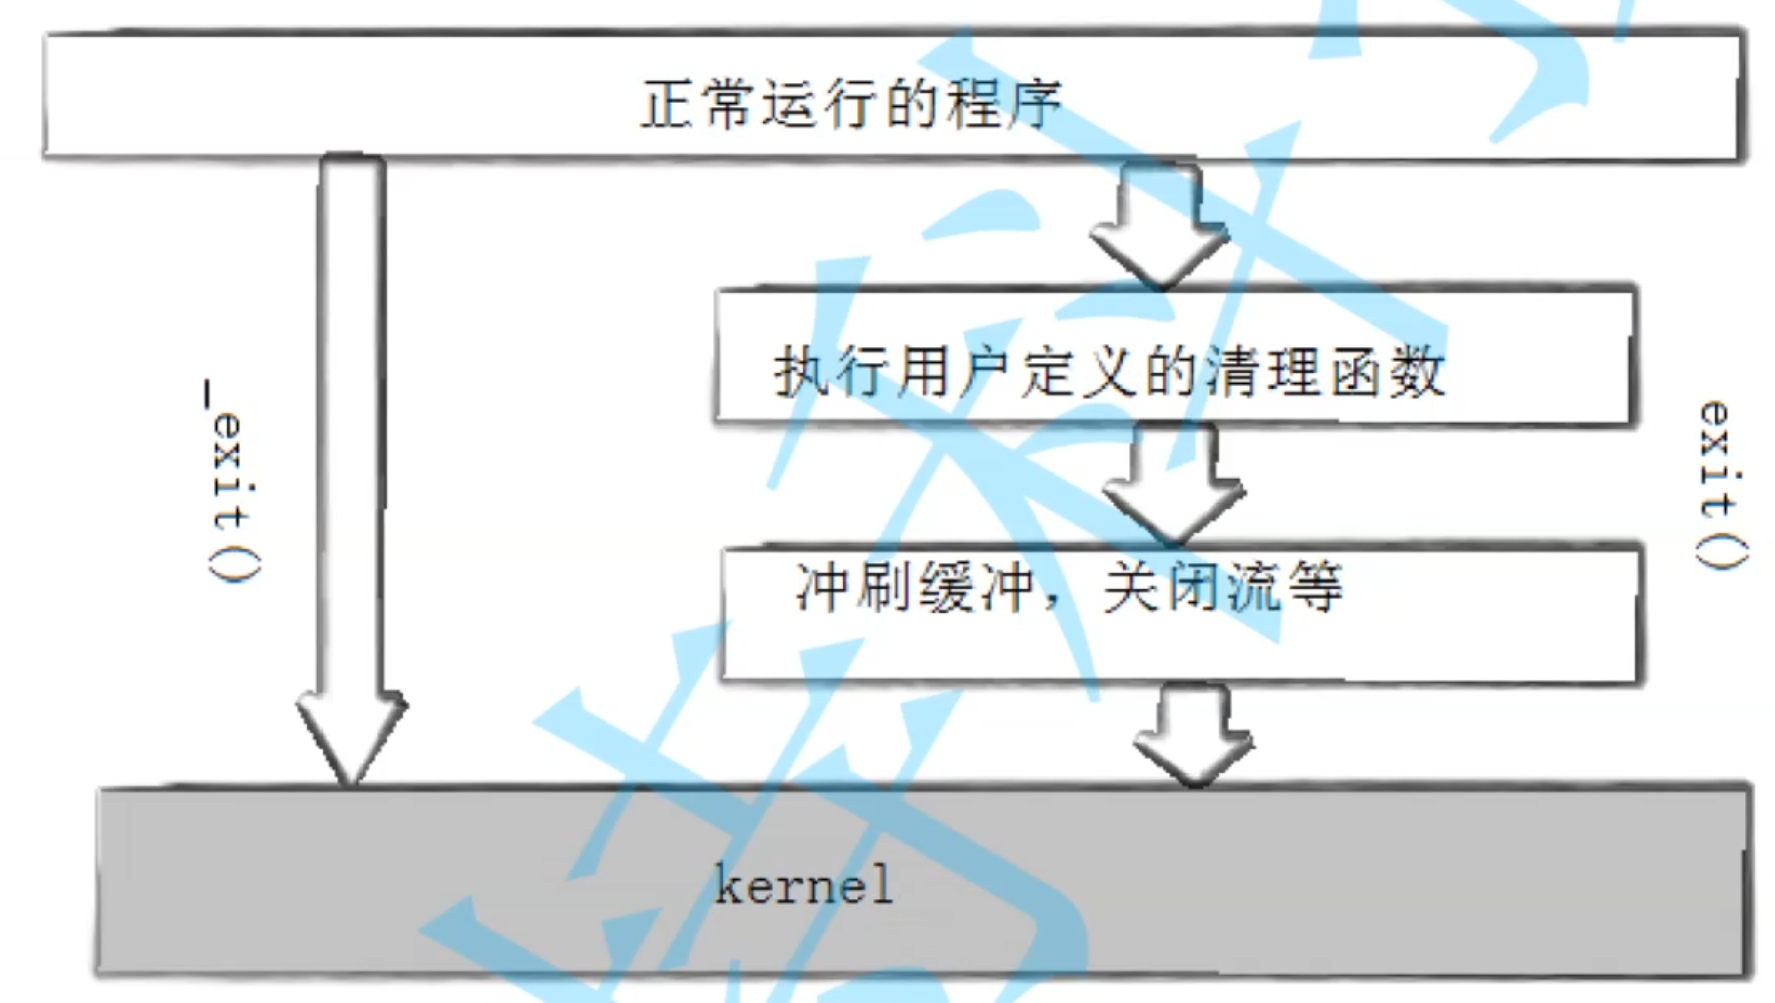 正常运行的程序
_exit()
执行用户定义的清理函数
exit()
冲刷缓冲，关闭流等
kernel